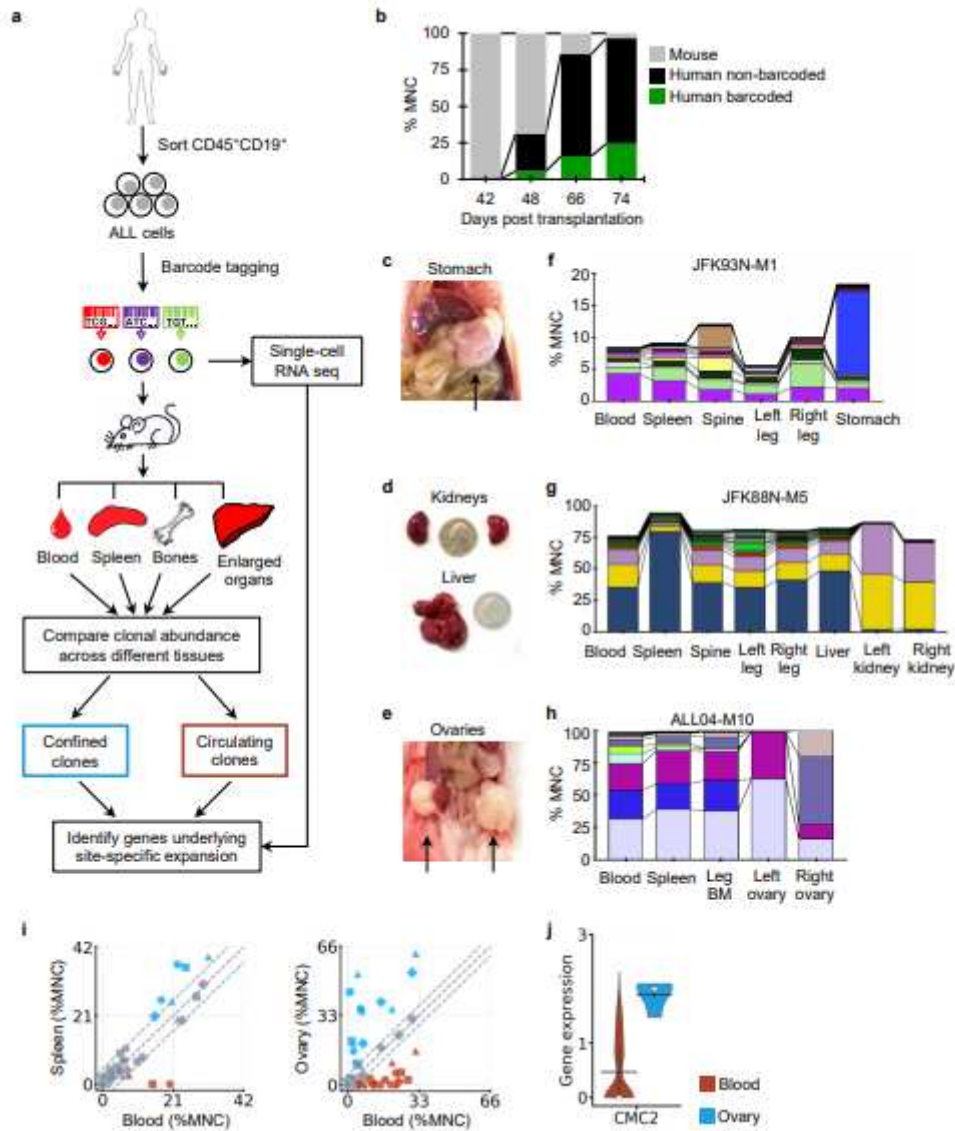 a
Sort CD45+CD19+
ALL cells
Barcode tagging
TCG... ATC... TGT...
Single-cell
RNA seq
Blood Spleen Bones Enlarged
organs
Compare clonal abundance
across different tissues
Confined
clones
Circulating
clones
Identify genes underlying
site-specific expansion
b
100
75
50
25
0
% MNC
42 48 66 74
Days post transplantation
Mouse
Human non-barcoded
Human barcoded
c
Stomach
d
Kidneys
Liver
e
Ovaries
f
JFK93N-M1
20
15
10
5
0
% MNC
Blood Spleen Spine Left
leg Right
leg Stomach
g
JFK88N-M5
100
75
50
25
0
% MNC
Blood Spleen Spine Left
leg Right
leg Liver Left
kidney Right
kidney
h
ALL04-M10
100
75
50
25
0
% MNC
Blood Spleen Leg
BM Left
ovary Right
ovary
i
42
21
0
Spleen (%MNC)
0 21 42
Blood (%MNC)
66
33
0
Ovary (%MNC)
0 33 66
Blood (%MNC)
j
3
1
0
Gene expression
CMC2
Blood
Ovary